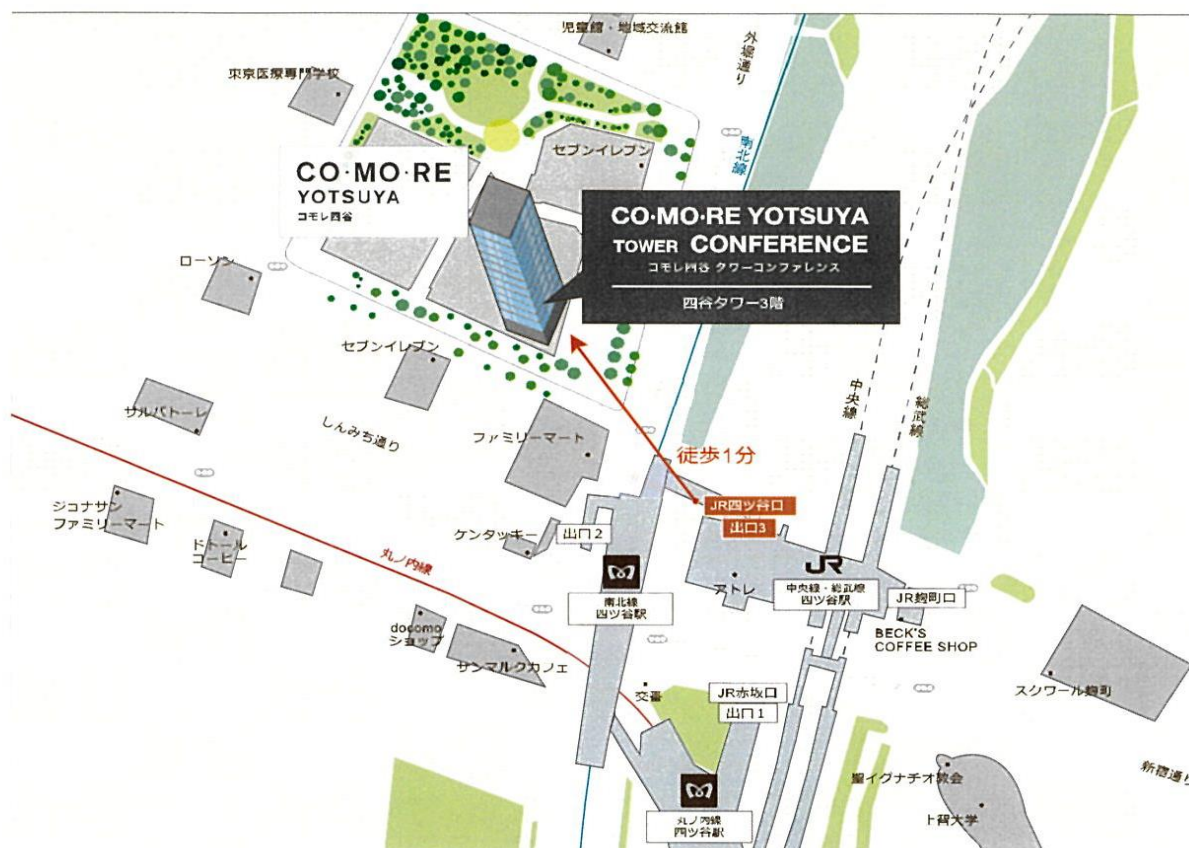 児童館・地域交流館
外堀通り
東京医療専門学校
南北線
セブンイレブン
CO・MO・RE
YOTSUYA
コモレ四谷
CO・MO・RE YOTSUYA
TOWER CONFERENCE
コモレ四谷 タワーコンファレンス
四谷タワー3階
ローソン
セブンイレブン
中央線
総武線
サルバトーレ
しんみち通り
ファミリーマート
徒歩1分
JR四ツ谷口
出口3
ジョナサン
ファミリーマート
ドトール
コーヒー
丸ノ内線
ケンタッキー
出口2
南北線
四ツ谷駅
アトレ
JR
中央線・総武線
四ツ谷駅
JR麹町口
BECK'S
COFFEE SHOP
docomo
ショップ
サンマルクカフェ
交番
JR赤坂口
出口1
スクワール麹町
聖イグナチオ教会
新宿通り
上智大学
丸ノ内線
四ツ谷駅